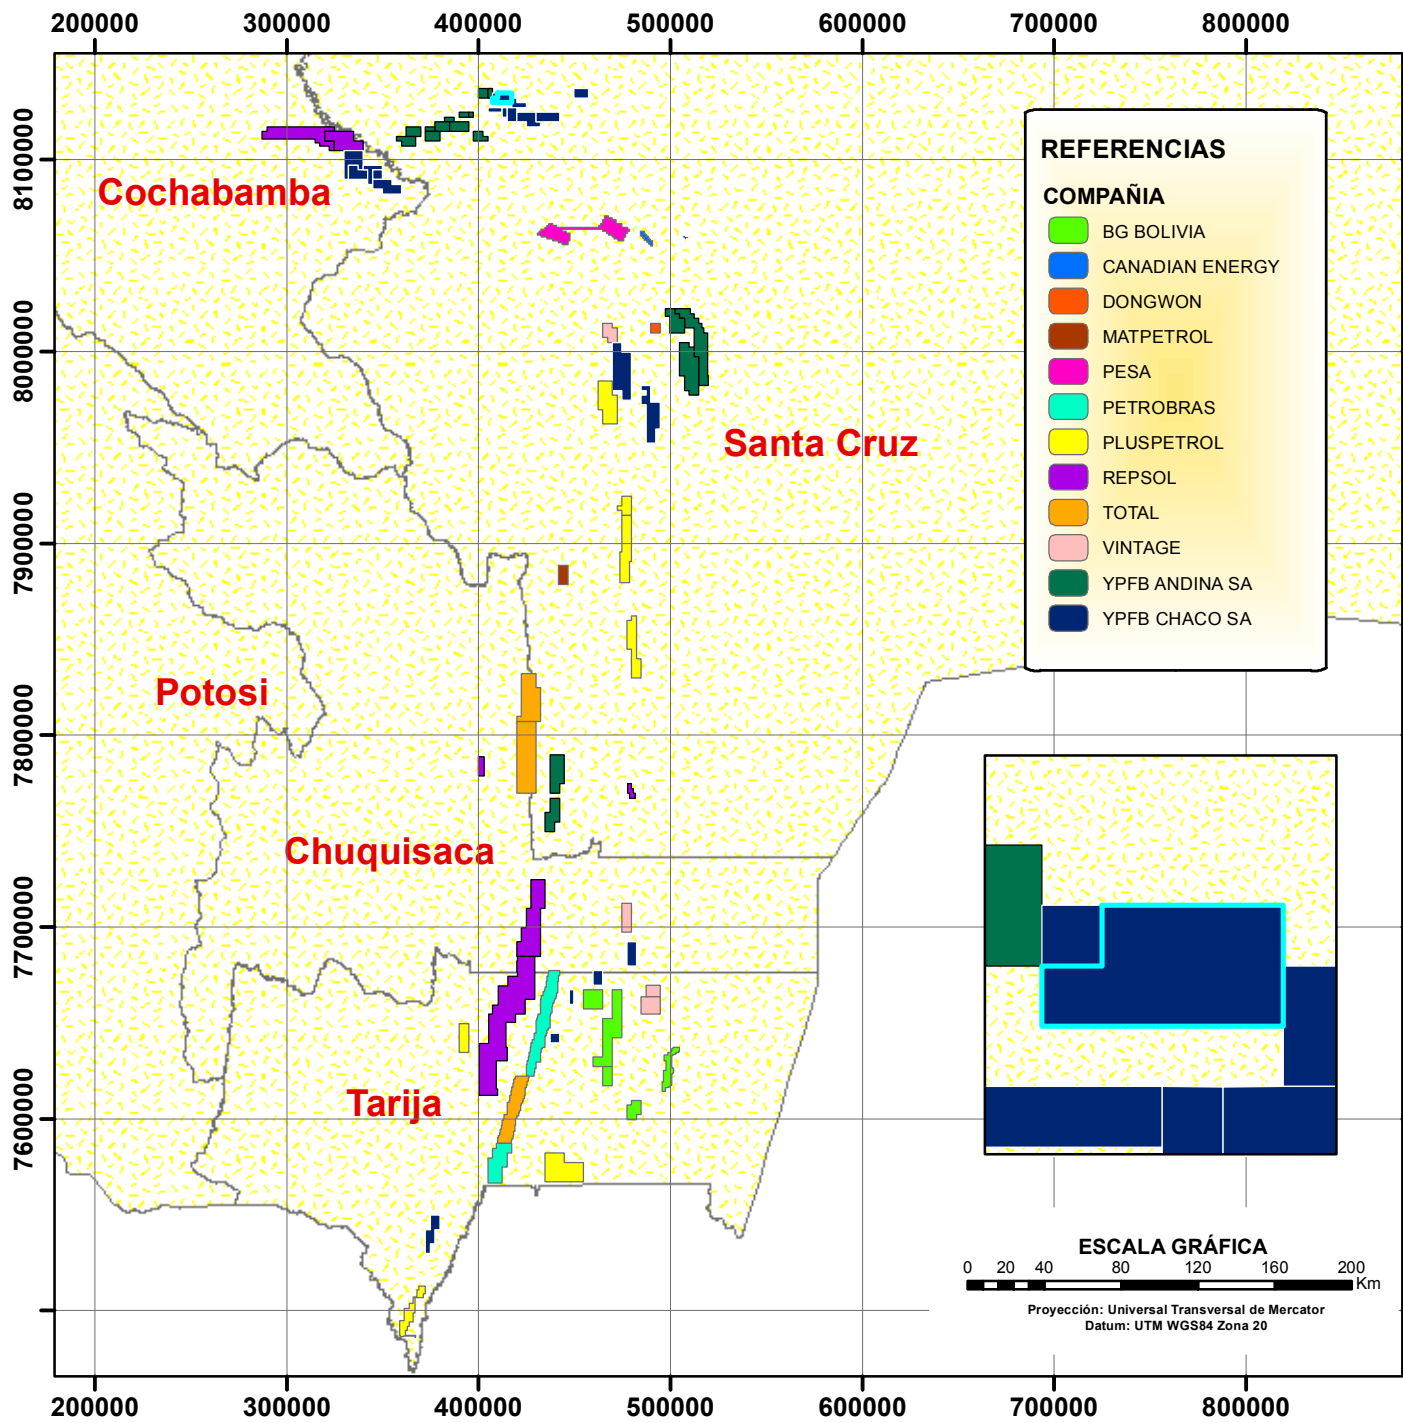 200000 300000 400000 500000 600000 700000 800000
8100000
8000000
7900000
7800000
7700000
7600000
Cochabamba
Santa Cruz
Potosi
Chuquisaca
Tarija
REFERENCIAS
COMPAÑIA
BG BOLIVIA
CANADIAN ENERGY
DONGWON
MATPETROL
PESA
PETROBRAS
PLUSPETROL
REPSOL
TOTAL
VINTAGE
YPFB ANDINA SA
YPFB CHACO SA
ESCALA GRÁFICA
0 20 40 80 120 160 200
Km
Proyección: Universal Transversal de Mercator
Datum: UTM WGS84 Zona 20
200000 300000 400000 500000 600000 700000 800000